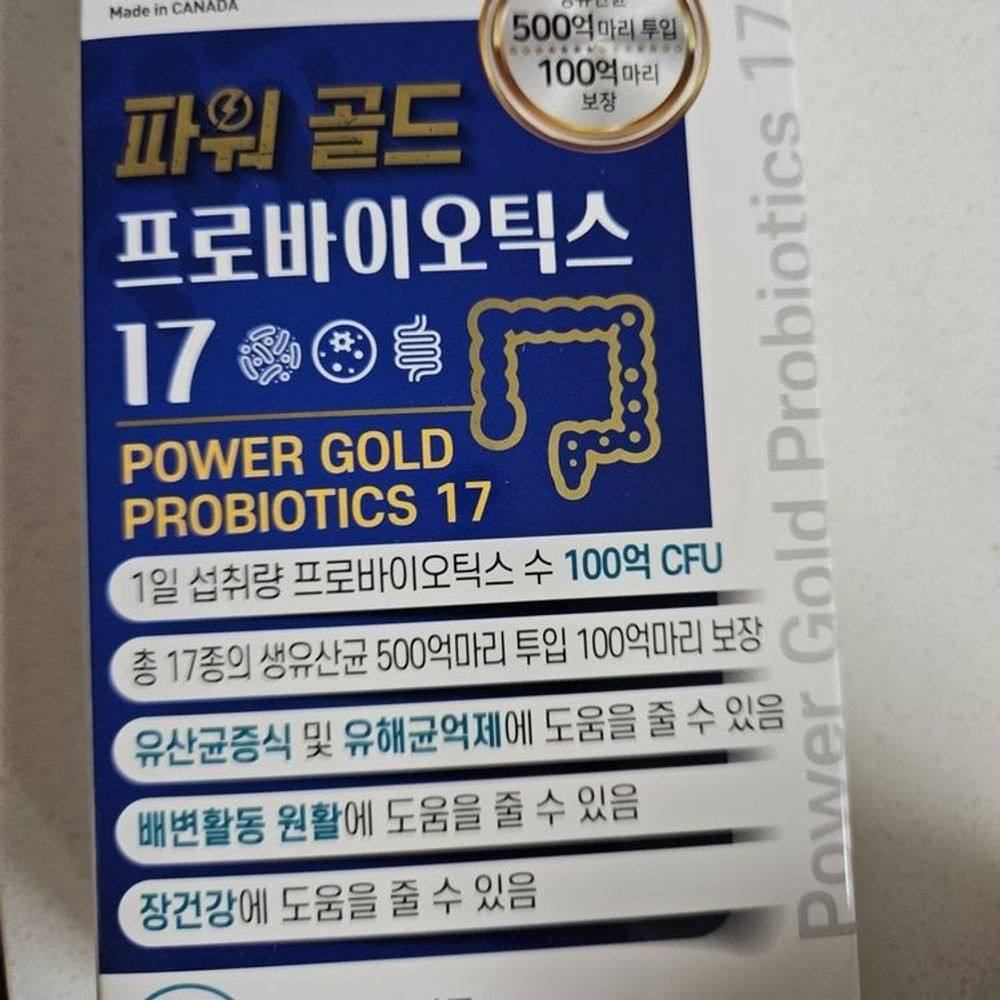 Made in CANADA
500억마리 투입
100억마리
보장
파워 골드
프로바이오틱스
17
POWER GOLD
PROBIOTICS 17
1일 섭취량 프로바이오틱스 수 100억 CFU
총 17종의 생유산균 500억마리 투입 100억마리 보장
유산균증식 및 유해균억제에 도움을 줄 수 있음
배변활동 원활에 도움을 줄 수 있음
장건강에 도움을 줄 수 있음
Power Gold Probiotics 17